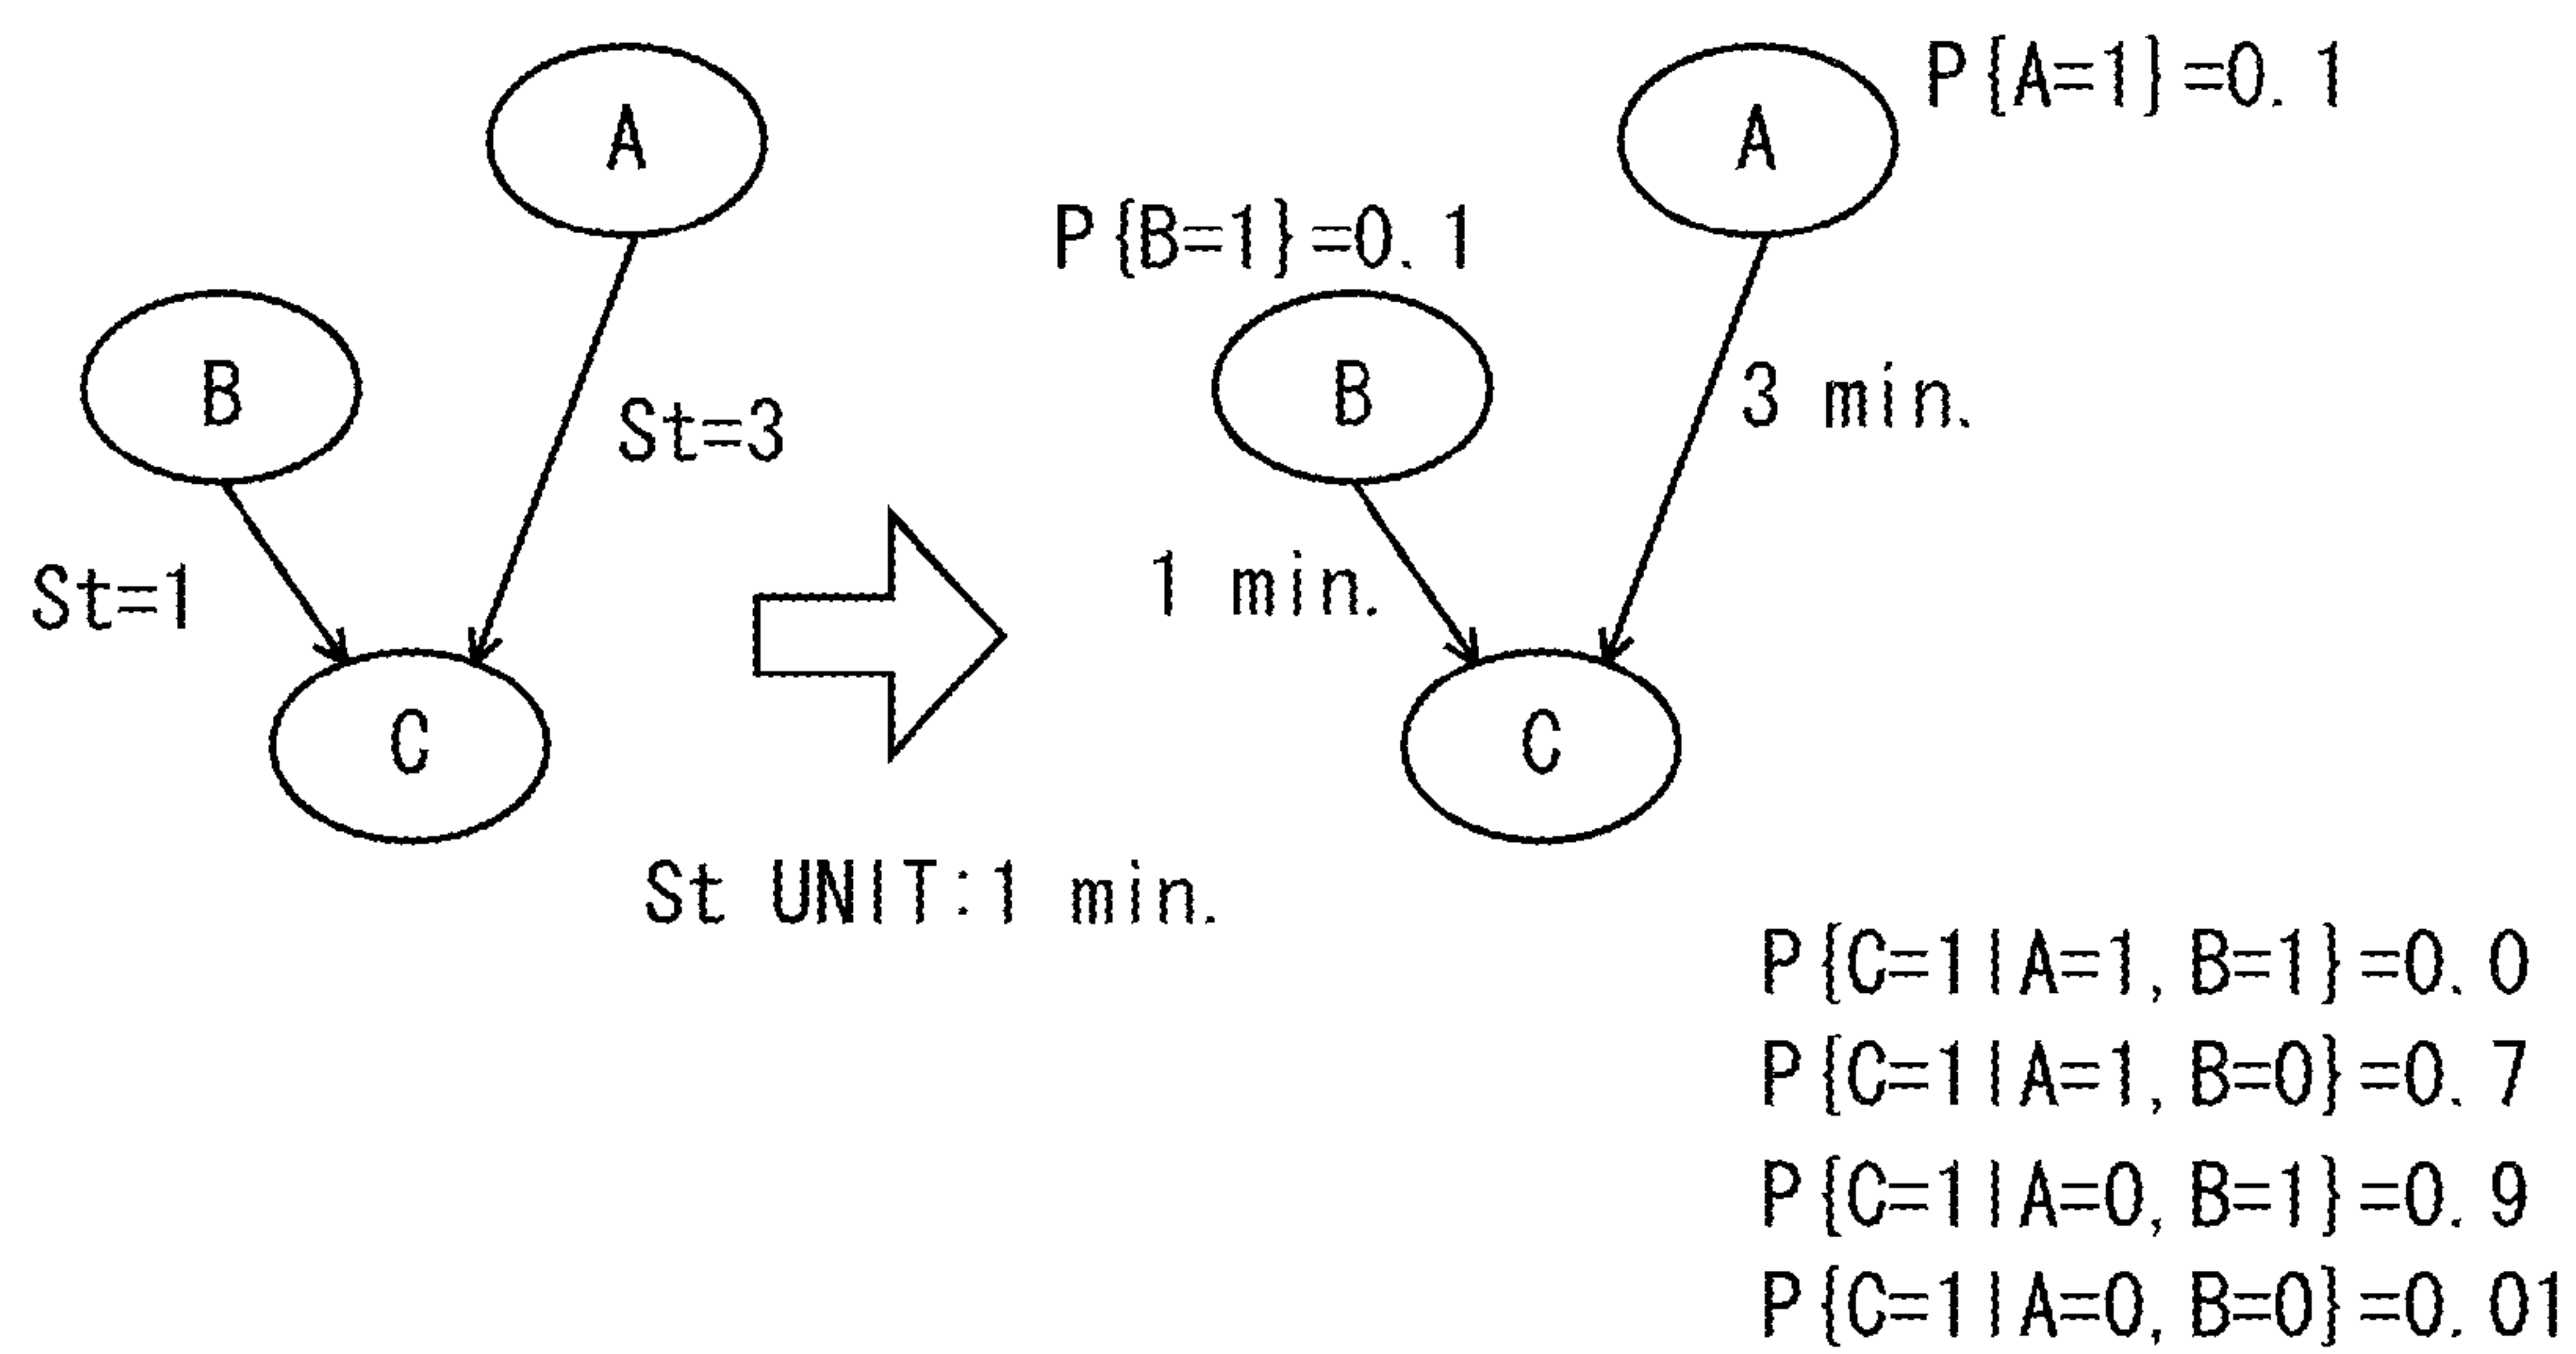 A
B
St=3
St=1
C
St UNIT:1 min.
A
P{A=1}=0.1
P{B=1}=0.1
B
3 min.
1 min.
C
P{C=1|A=1,B=1}=0.0
P{C=1|A=1,B=0}=0.7
P{C=1|A=0,B=1}=0.9
P{C=1|A=0,B=0}=0.01